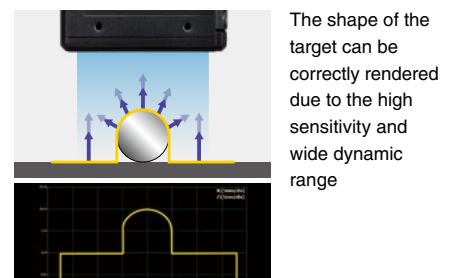 The shape of the
target can be
correctly rendered
due to the high
sensitivity and
wide dynamic
range